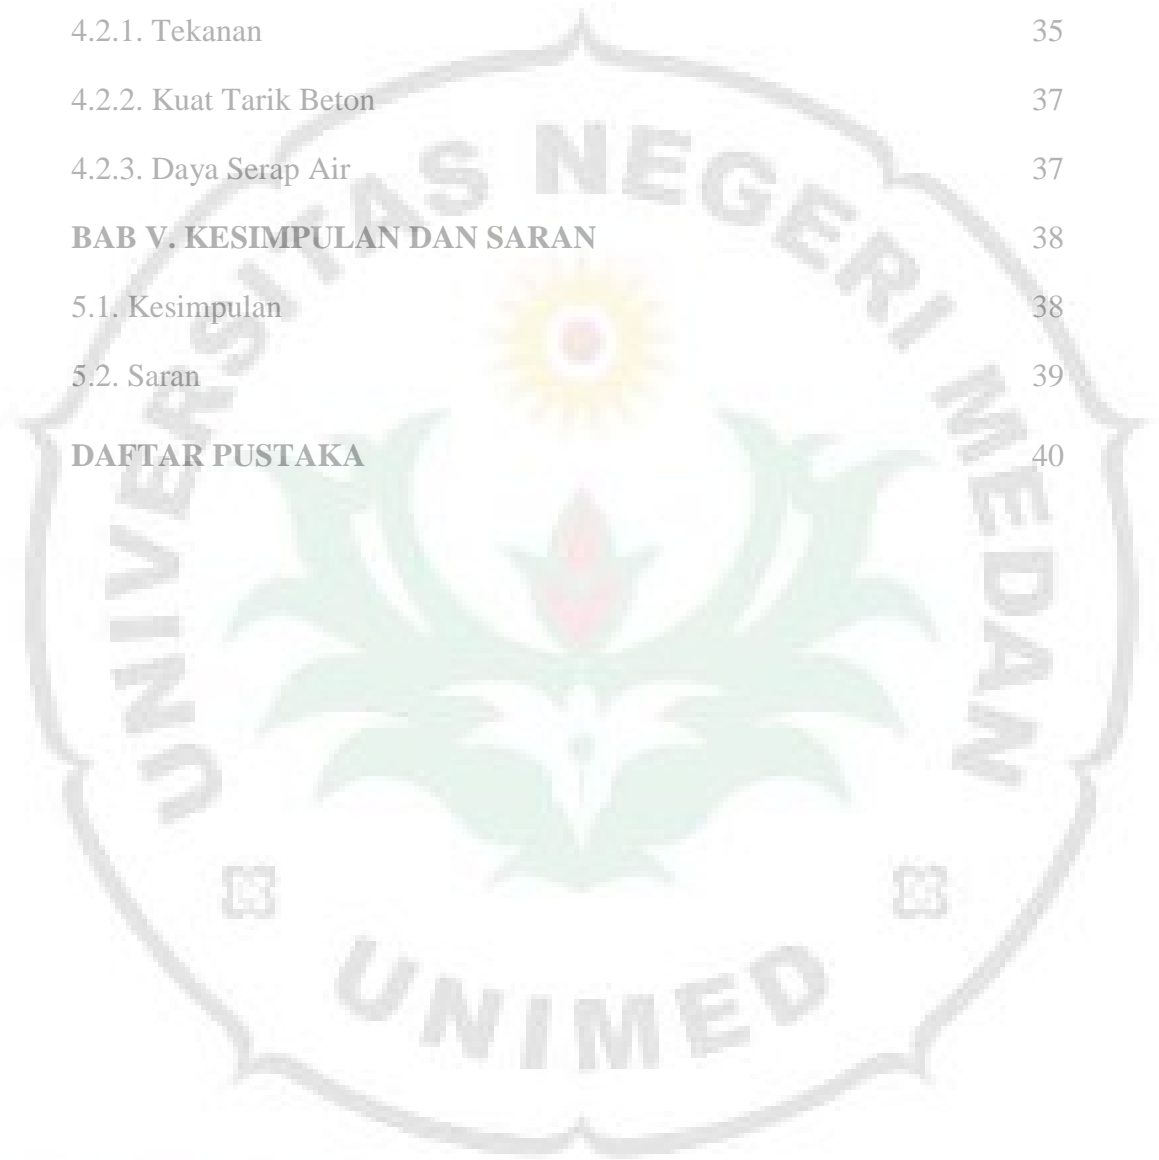 4.2.1. Tekanan 35
4.2.2. Kuat Tarik Beton 37
4.2.3. Daya Serap Air 37
BAB V. KESIMPULAN DAN SARAN 38
5.1. Kesimpulan 38
5.2. Saran 39
DAFTAR PUSTAKA 40
UNIVERSITAS NEGERI MEDAN
UNIMED